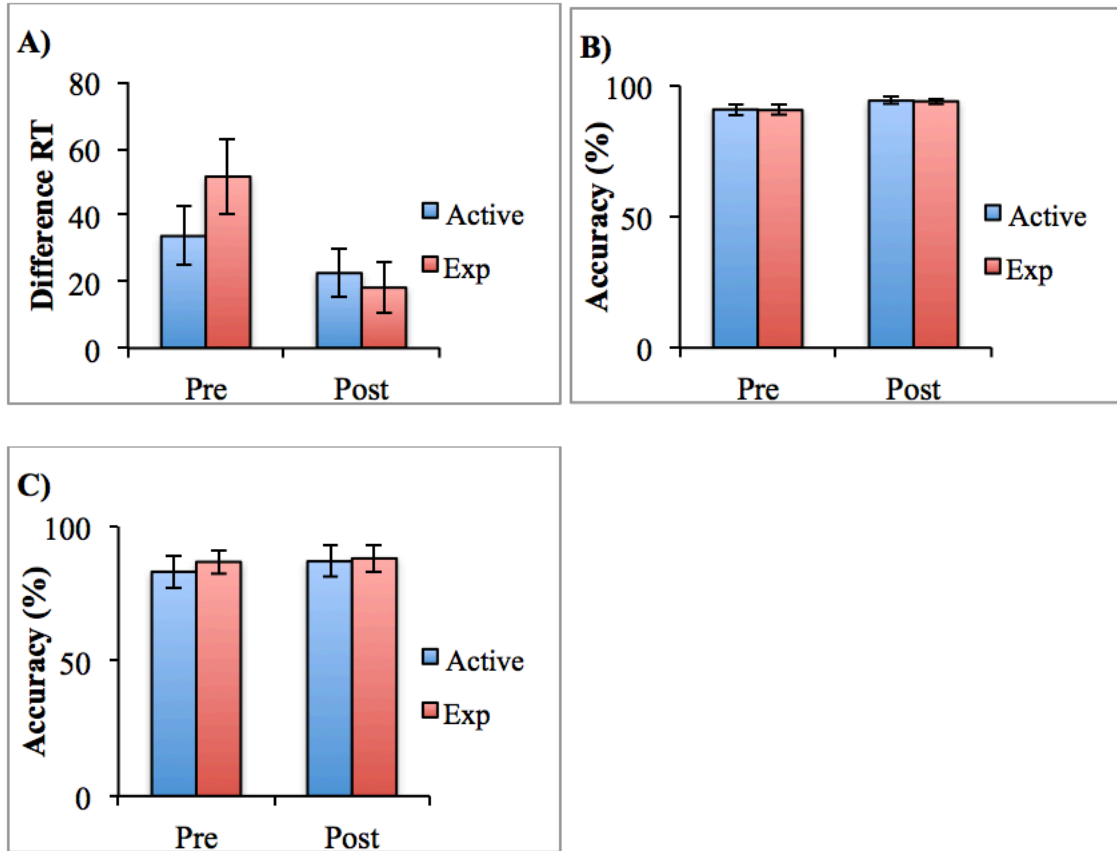 A)
Difference RT
80
60
40
20
0
Pre Post
Active
Exp
B)
Accuracy (%)
100
50
0
Pre Post
Active
Exp
C)
Accuracy (%)
100
50
0
Pre Post
Active
Exp